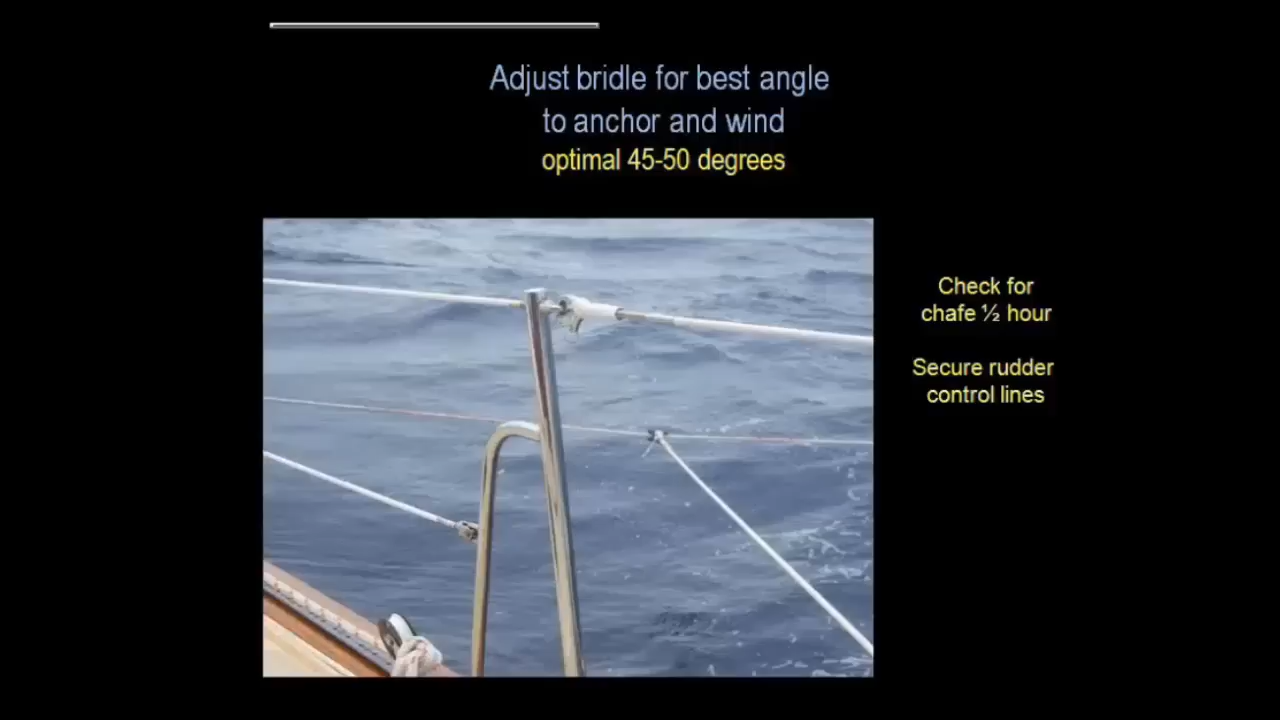 Adjust bridle for best angle
to anchor and wind
optimal 45-50 degrees
Check for
chafe ½ hour
Secure rudder
control lines